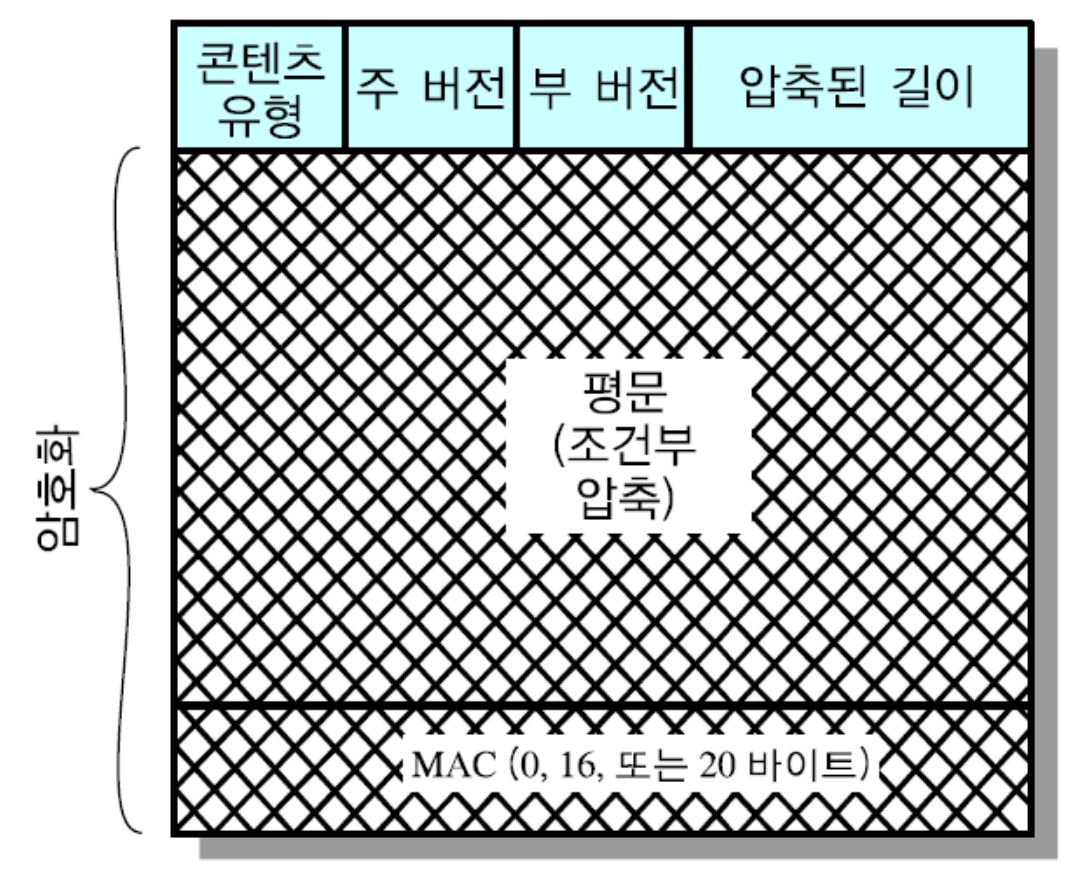 콘텐츠
유형
주 버전
부 버전
압축된 길이
암호화
평문
(조건부
압축)
MAC (0, 16, 또는 20 바이트)